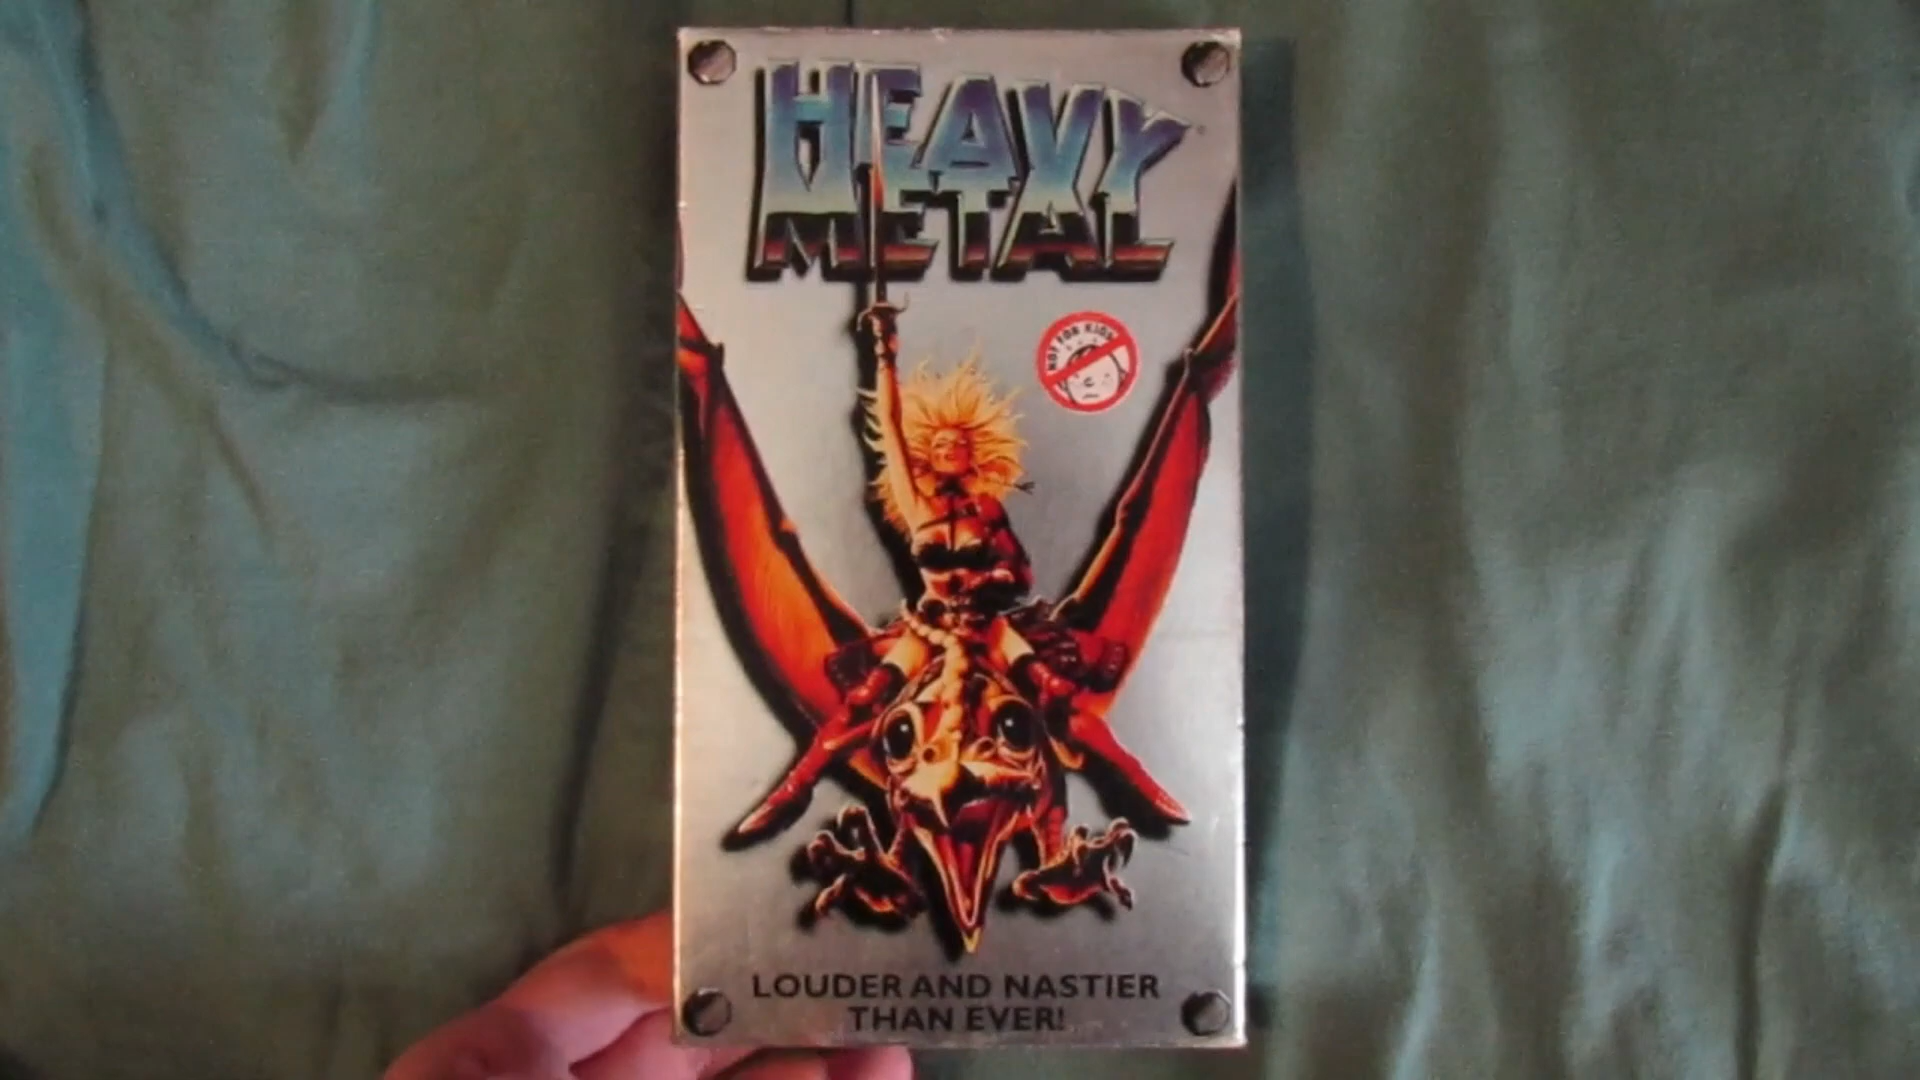 HEAVY
METAL
NOT FOR KIDS
LOUDER AND NASTIER
THAN EVER!